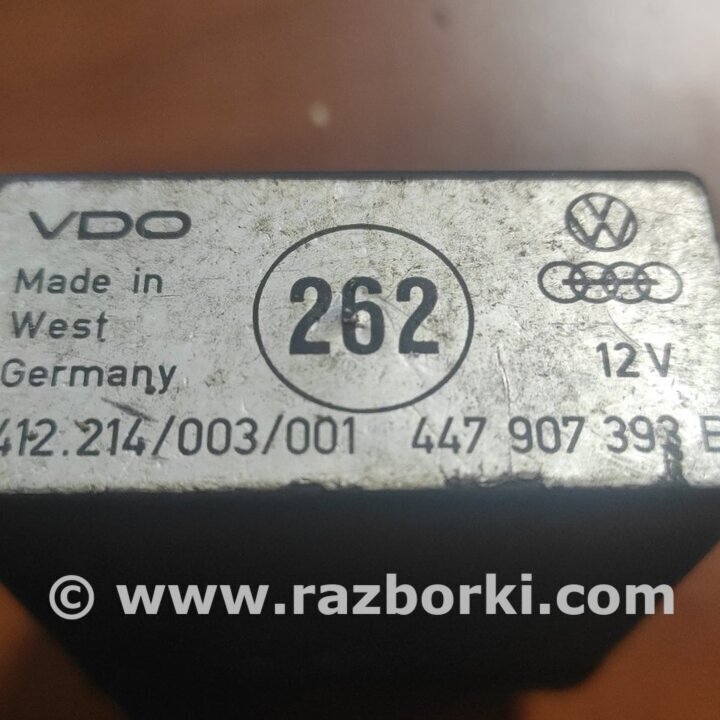 VDO
Made in
West
Germany
262
12V
412.214/003/001 447 907 393 B
© www.razborki.com